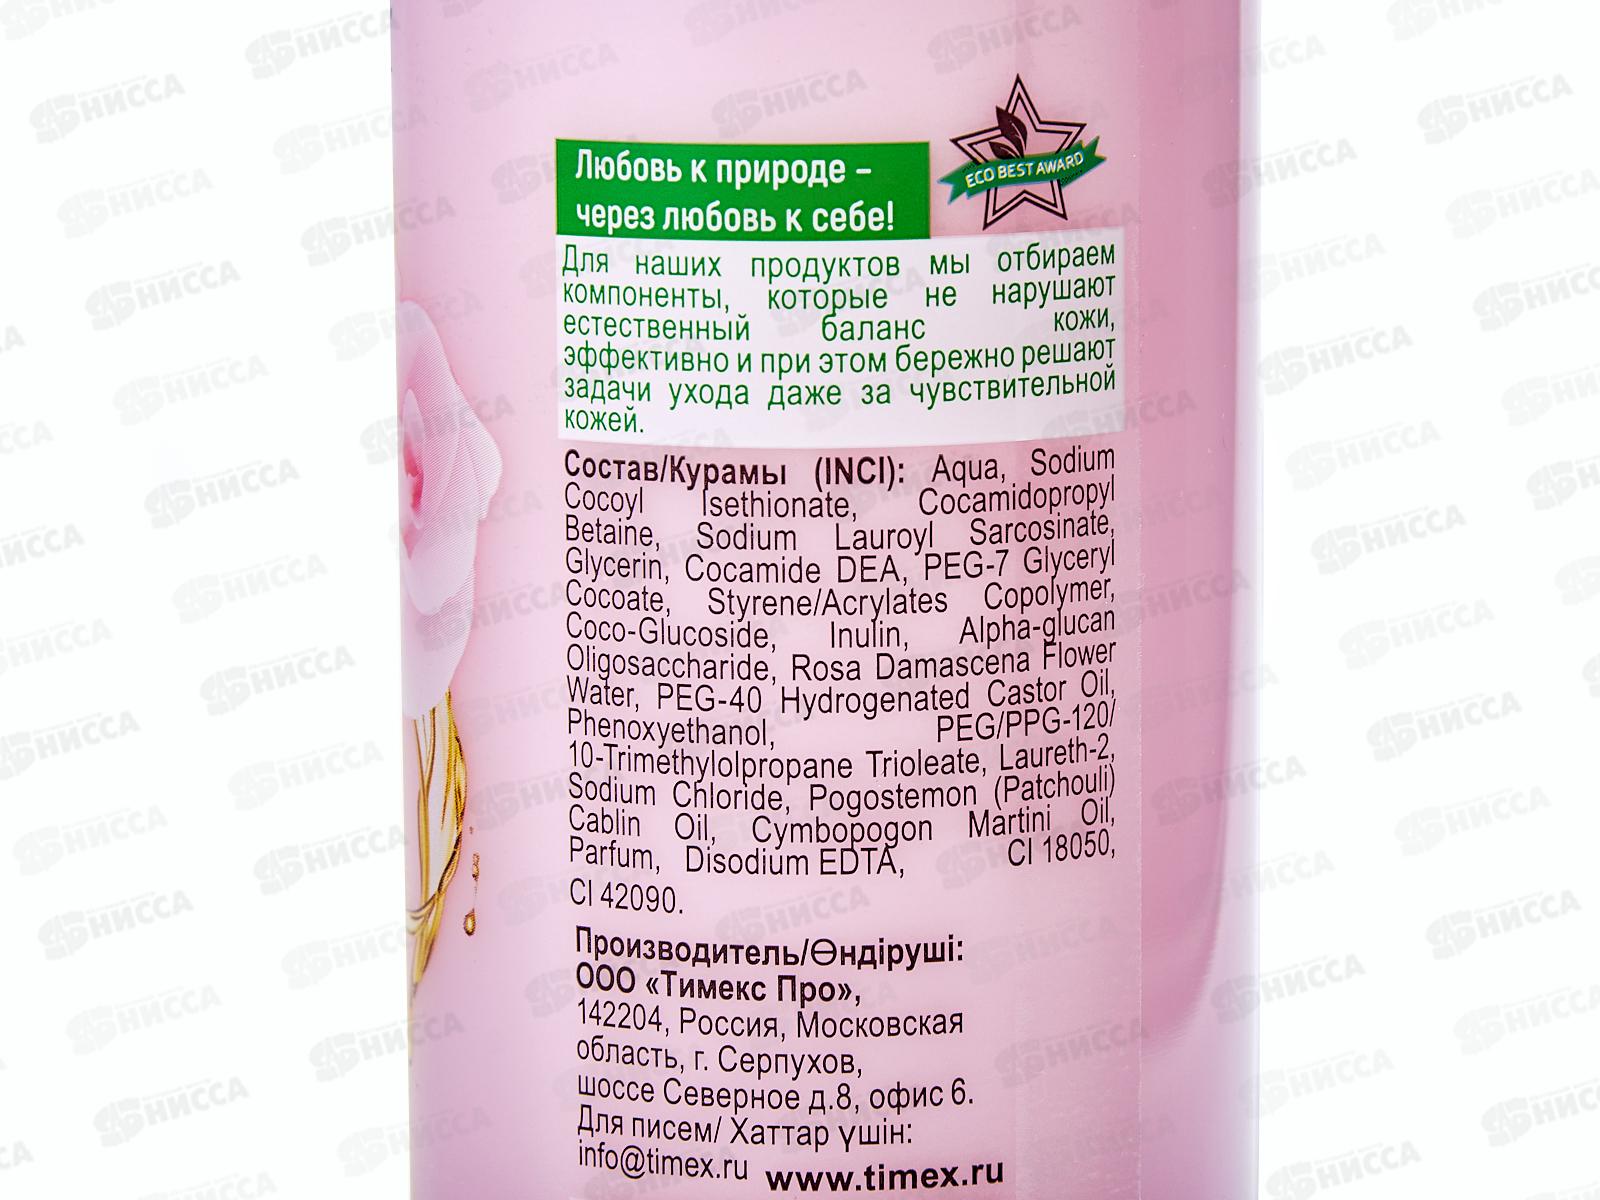 ECO BEST AWARD
Любовь к природе –
через любовь к себе!
Для наших продуктов мы отбираем
компоненты, которые не нарушают
естественный баланс кожи,
эффективно и при этом бережно решают
задачи ухода даже за чувствительной
кожей.
Состав/Курамы (INCI): Aqua, Sodium
Cocoyl Isethionate, Cocamidopropyl
Betaine, Sodium Lauroyl Sarcosinate,
Glycerin, Cocamide DEA, PEG-7 Glyceryl
Cocoate, Styrene/Acrylates Copolymer,
Coco-Glucoside, Inulin, Alpha-glucan
Oligosaccharide, Rosa Damascena Flower
Water, PEG-40 Hydrogenated Castor Oil,
Phenoxyethanol, PEG/PPG-120/
10-Trimethylolpropane Trioleate, Laureth-2,
Sodium Chloride, Pogostemon (Patchouli)
Cablin Oil, Cymbopogon Martini Oil,
Parfum, Disodium EDTA, CI 18050,
CI 42090.
Производитель/Өндіруші:
ООО «Тимекс Про»,
142204, Россия, Московская
область, г. Серпухов,
шоссе Северное д.8, офис 6.
Для писем/ Хаттар үшін:
info@timex.ru www.timex.ru